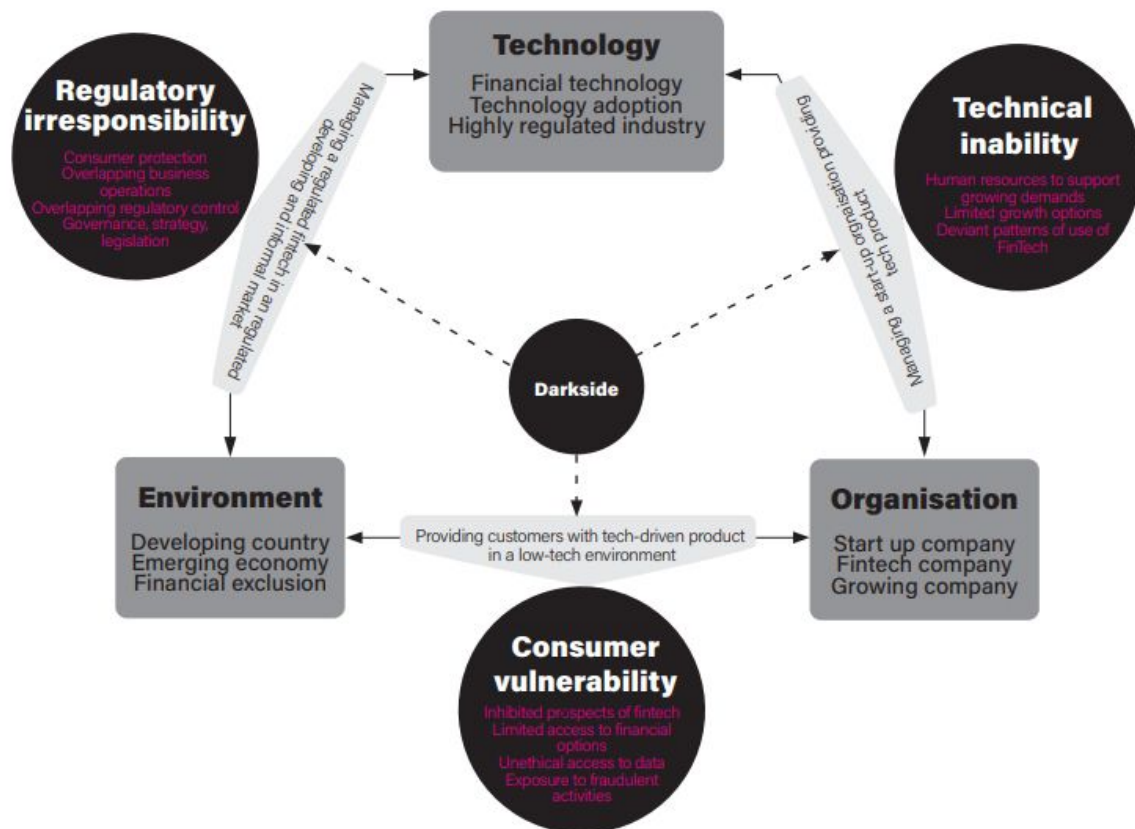 Technology
Financial technology
Technology adoption
Highly regulated industry
Regulatory
irresponsibility
Consumer protection
Overlapping business
operations
Overlapping regulatory control
Governance, strategy,
legislation
Managing a regulated fintech in an regulated
developing and informal market
Technical
inability
Human resources to support
growing demands
Limited growth options
Deviant patterns of use of
FinTech
Managing a start-up orgnaisation providing
tech product
Darkside
Environment
Developing country
Emerging economy
Financial exclusion
Providing customers with tech-driven product
in a low-tech environment
Organisation
Start up company
Fintech company
Growing company
Consumer
vulnerability
Inhibited prospects of fintech
Limited access to financial
options
Unethical access to data
Exposure to fraudulent
activities